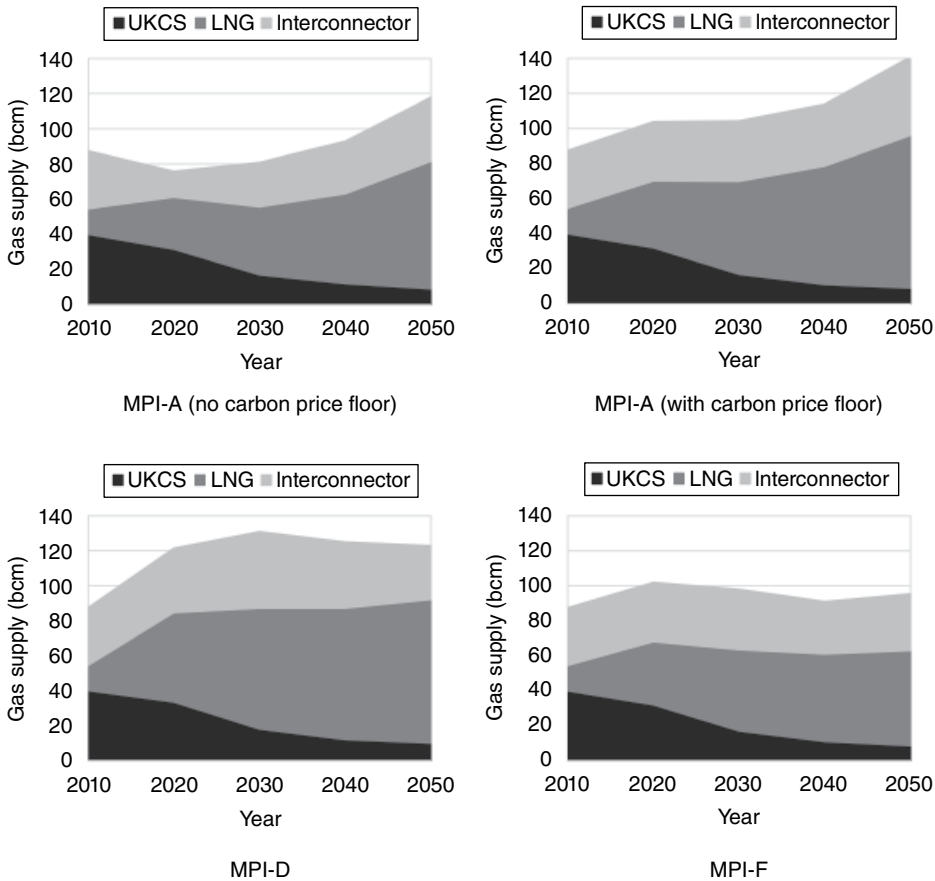 UKCS LNG Interconnector
140
120
100
80
60
40
20
0
Gas supply (bcm)
2010 2020 2030 2040 2050
Year
MPI-A (no carbon price floor)
UKCS LNG Interconnector
140
120
100
80
60
40
20
0
Gas supply (bcm)
2010 2020 2030 2040 2050
Year
MPI-A (with carbon price floor)
UKCS LNG Interconnector
140
120
100
80
60
40
20
0
Gas supply (bcm)
2010 2020 2030 2040 2050
Year
MPI-D
UKCS LNG Interconnector
140
120
100
80
60
40
20
0
Gas supply (bcm)
2010 2020 2030 2040 2050
Year
MPI-F